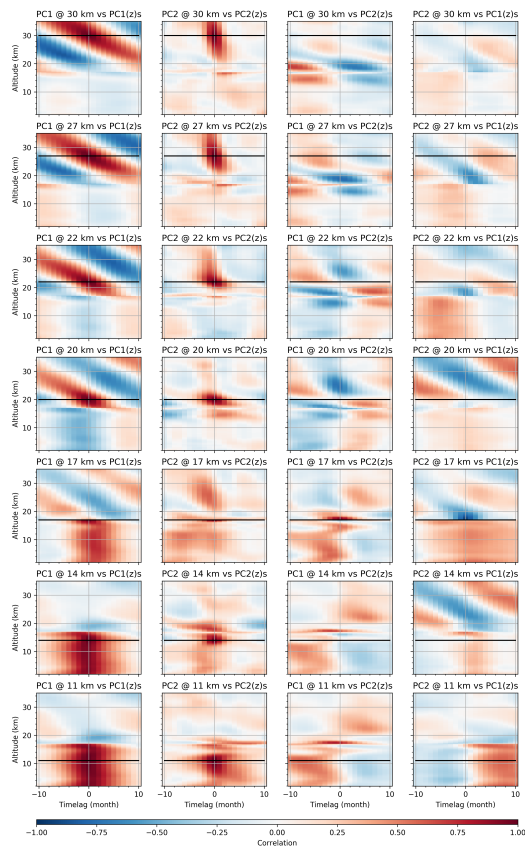 PC1 @ 30 km vs PC1(z)s PC2 @ 30 km vs PC2(z)s PC1 @ 30 km vs PC2(z)s PC2 @ 30 km vs PC1(z)s
30
20
10
Altitude (km)
PC1 @ 27 km vs PC1(z)s PC2 @ 27 km vs PC2(z)s PC1 @ 27 km vs PC2(z)s PC2 @ 27 km vs PC1(z)s
30
20
10
Altitude (km)
PC1 @ 22 km vs PC1(z)s PC2 @ 22 km vs PC2(z)s PC1 @ 22 km vs PC2(z)s PC2 @ 22 km vs PC1(z)s
30
20
10
Altitude (km)
PC1 @ 20 km vs PC1(z)s PC2 @ 20 km vs PC2(z)s PC1 @ 20 km vs PC2(z)s PC2 @ 20 km vs PC1(z)s
30
20
10
Altitude (km)
PC1 @ 17 km vs PC1(z)s PC2 @ 17 km vs PC2(z)s PC1 @ 17 km vs PC2(z)s PC2 @ 17 km vs PC1(z)s
30
20
10
Altitude (km)
PC1 @ 14 km vs PC1(z)s PC2 @ 14 km vs PC2(z)s PC1 @ 14 km vs PC2(z)s PC2 @ 14 km vs PC1(z)s
30
20
10
Altitude (km)
PC1 @ 11 km vs PC1(z)s PC2 @ 11 km vs PC2(z)s PC1 @ 11 km vs PC2(z)s PC2 @ 11 km vs PC1(z)s
30
20
10
Altitude (km)
−10 0 10 −10 0 10 −10 0 10 −10 0 10
Timelag (month) Timelag (month) Timelag (month) Timelag (month)
−1.00 −0.75 −0.50 −0.25 0.00 0.25 0.50 0.75 1.00
Correlation